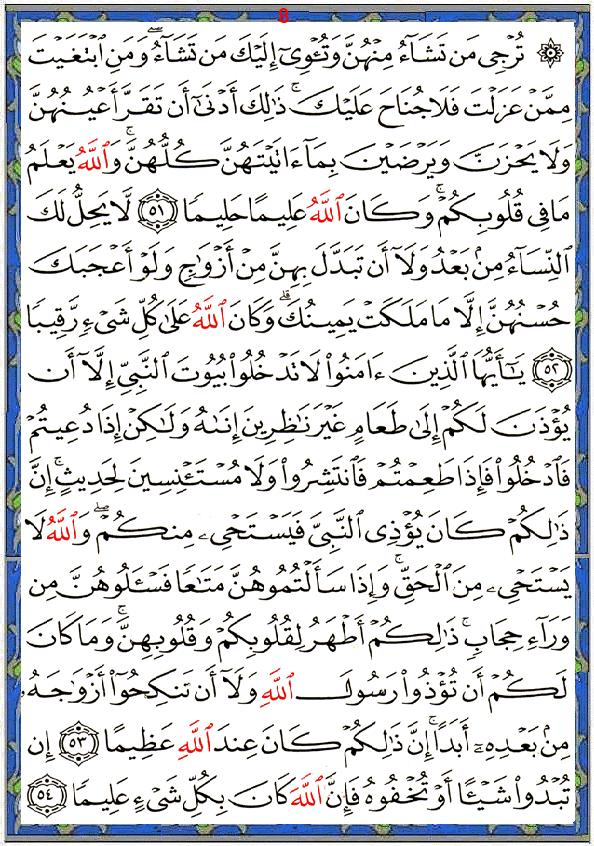 8
۞ تُرْجِى مَن تَشَآءُ مِنْهُنَّ وَتُـْٔوِىٓ إِلَيْكَ مَن تَشَآءُ ۖ وَمَنِ ٱبْتَغَيْتَ
مِمَّنْ عَزَلْتَ فَلَا جُنَاحَ عَلَيْكَ ۚ ذَٰلِكَ أَدْنَىٰٓ أَن تَقَرَّ أَعْيُنُهُنَّ
وَلَا يَحْزَنَّ وَيَرْضَيْنَ بِمَآ ءَاتَيْتَهُنَّ كُلُّهُنَّ ۚ وَٱللَّهُ يَعْلَمُ
مَا فِى قُلُوبِكُمْ ۚ وَكَانَ ٱللَّهُ عَلِيمًا حَلِيمًا ﴿٥١﴾ لَّا يَحِلُّ لَكَ
ٱلنِّسَآءُ مِنۢ بَعْدُ وَلَآ أَن تَبَدَّلَ بِهِنَّ مِنْ أَزْوَٰجٍ وَلَوْ أَعْجَبَكَ
حُسْنُهُنَّ إِلَّا مَا مَلَكَتْ يَمِينُكَ ۗ وَكَانَ ٱللَّهُ عَلَىٰ كُلِّ شَىْءٍ رَّقِيبًا
﴿٥٢﴾ يَـٰٓأَيُّهَا ٱلَّذِينَ ءَامَنُوا۟ لَا تَدْخُلُوا۟ بُيُوتَ ٱلنَّبِىِّ إِلَّآ أَن
يُؤْذَنَ لَكُمْ إِلَىٰ طَعَامٍ غَيْرَ نَـٰظِرِينَ إِنَىٰهُ وَلَـٰكِنْ إِذَا دُعِيتُمْ
فَٱدْخُلُوا۟ فَإِذَا طَعِمْتُمْ فَٱنتَشِرُوا۟ وَلَا مُسْتَـْٔنِسِينَ لِحَدِيثٍ ۚ إِنَّ
ذَٰلِكُمْ كَانَ يُؤْذِى ٱلنَّبِىَّ فَيَسْتَحْىِۦ مِنكُمْ ۖ وَٱللَّهُ لَا
يَسْتَحْىِۦ مِنَ ٱلْحَقِّ ۚ وَإِذَا سَأَلْتُمُوهُنَّ مَتَـٰعًا فَسْـَٔلُوهُنَّ مِن
وَرَآءِ حِجَابٍ ۚ ذَٰلِكُمْ أَطْهَرُ لِقُلُوبِكُمْ وَقُلُوبِهِنَّ ۚ وَمَا كَانَ
لَكُمْ أَن تُؤْذُوا۟ رَسُولَ ٱللَّهِ وَلَآ أَن تَنكِحُوٓا۟ أَزْوَٰجَهُۥ
مِنۢ بَعْدِهِۦٓ أَبَدًا ۚ إِنَّ ذَٰلِكُمْ كَانَ عِندَ ٱللَّهِ عَظِيمًا ﴿٥٣﴾ إِن
تُبْدُوا۟ شَيْـًٔا أَوْ تُخْفُوهُ فَإِنَّ ٱللَّهَ كَانَ بِكُلِّ شَىْءٍ عَلِيمًا ﴿٥٤﴾